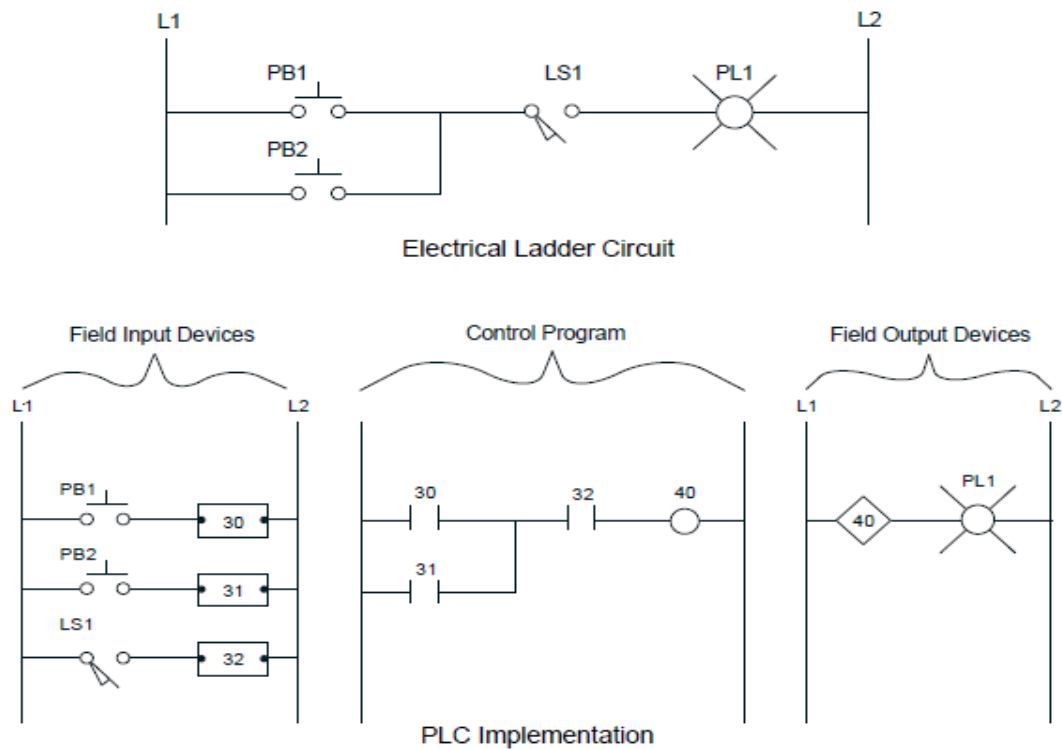 L1 L2
PB1 LS1 PL1
PB2
Electrical Ladder Circuit
Field Input Devices
L1 L2
PB1
30
PB2
31
LS1
32
Control Program
30 32 40
31
Field Output Devices
L1 L2
PL1
40
PLC Implementation